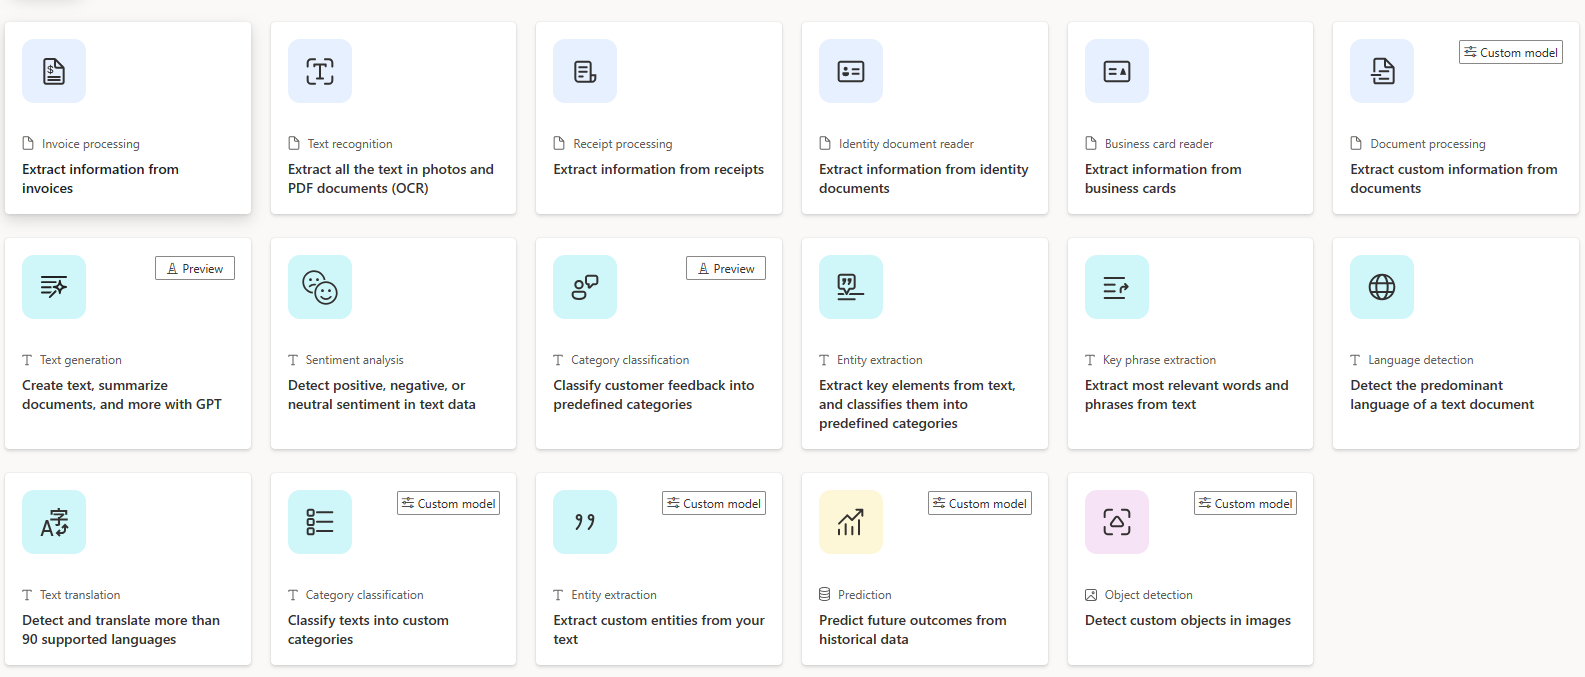 Custom model
Invoice processing
Extract information from
invoices
Text recognition
Extract all the text in photos and
PDF documents (OCR)
Receipt processing
Extract information from receipts
Identity document reader
Extract information from identity
documents
Business card reader
Extract information from
business cards
Document processing
Extract custom information from
documents
Preview
Text generation
Create text, summarize
documents, and more with GPT
Sentiment analysis
Detect positive, negative, or
neutral sentiment in text data
Preview
Category classification
Classify customer feedback into
predefined categories
Entity extraction
Extract key elements from text,
and classifies them into
predefined categories
Key phrase extraction
Extract most relevant words and
phrases from text
Language detection
Detect the predominant
language of a text document
Text translation
Detect and translate more than
90 supported languages
Custom model
Category classification
Classify texts into custom
categories
Custom model
Entity extraction
Extract custom entities from your
text
Custom model
Prediction
Predict future outcomes from
historical data
Custom model
Object detection
Detect custom objects in images